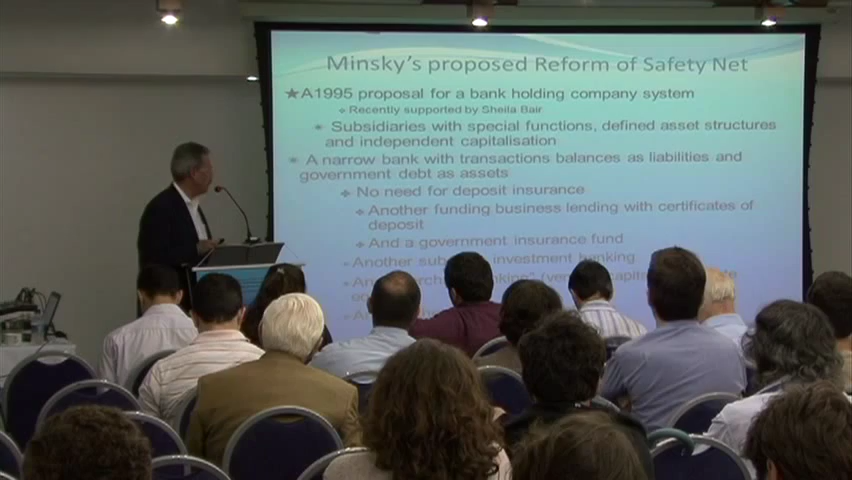 Minsky's proposed Reform of Safety Net
A 1995 proposal for a bank holding company system
Recently supported by Sheila Bair
Subsidiaries with special functions, defined asset structures
and independent capitalisation
A narrow bank with transactions balances as liabilities and
government debt as assets
No need for deposit insurance
Another funding business lending with certificates of
deposit
And a government insurance fund
Another investment banking